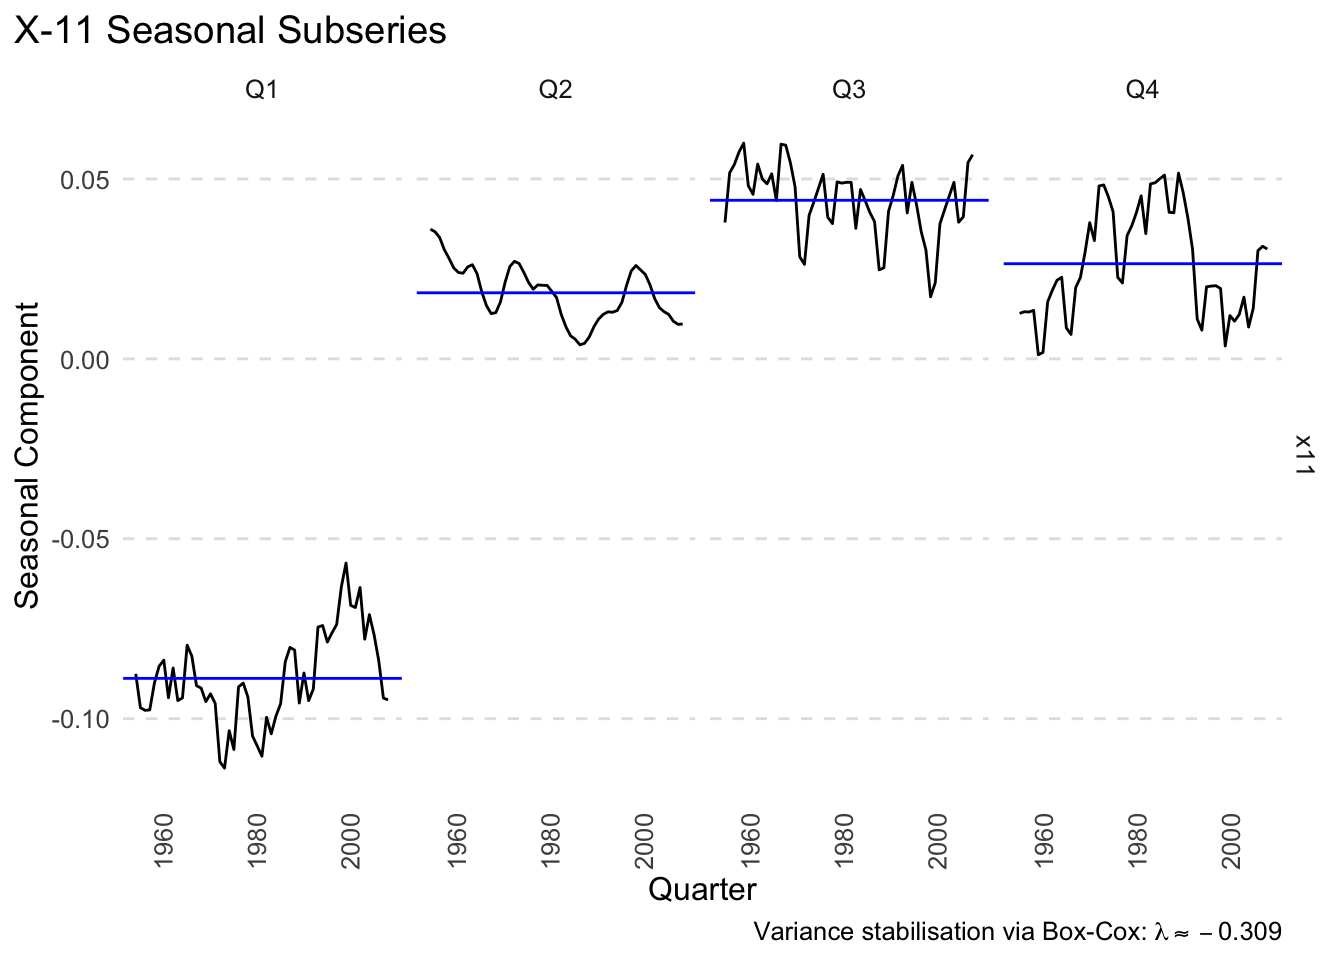 X-11 Seasonal Subseries
Q1 Q2 Q3 Q4
0.05
0.00
-0.05
-0.10
Seasonal Component
x11
1960 1980 2000 1960 1980 2000 1960 1980 2000 1960 1980 2000
Quarter
Variance stabilisation via Box-Cox: λ ≈ − 0.309